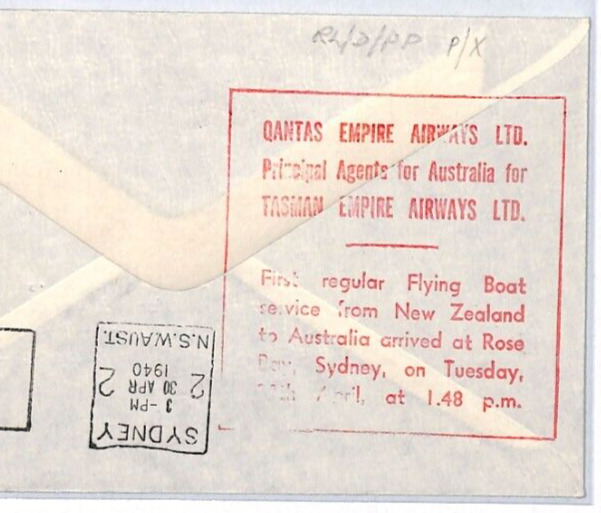 P/X
QANTAS EMPIRE AIRWAYS LTD.
Principal Agents for Australia for
TASMAN EMPIRE AIRWAYS LTD.
First regular Flying Boat
service from New Zealand
to Australia arrived at Rose
Bay, Sydney, on Tuesday,
April, at 1.48 p.m.
SYDNEY
3 - PM
2 30 APR 2
1940
N.S.W. AUST.